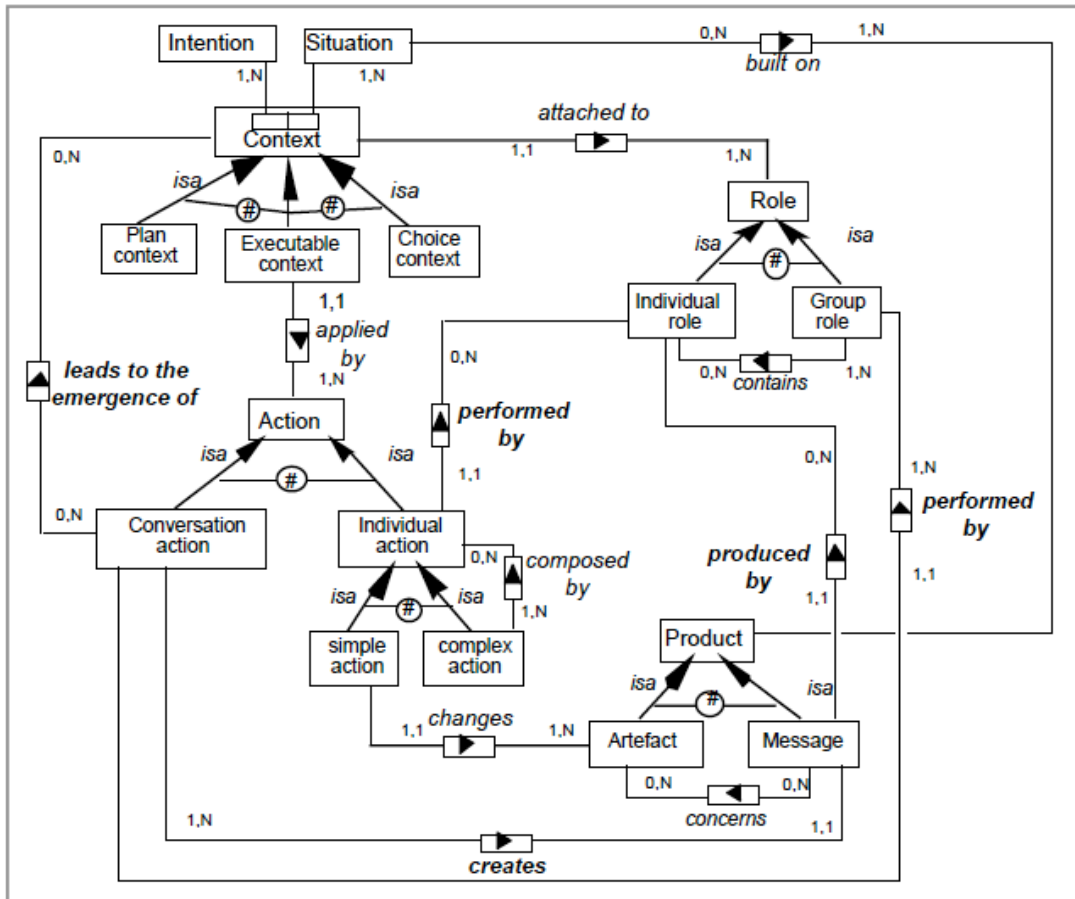 Intention
Situation
0,N
1,N
built on
1,N
1,N
attached to
Context
0,N
1,1
1,N
isa
isa
#
#
Role
Plan
context
Executable
context
Choice
context
isa
isa
#
1,1
Individual
role
Group
role
applied
by
0,N
0,N
contains
1,N
leads to the
emergence of
1,N
performed
by
Action
isa
isa
#
1,1
0,N
1,N
0,N
Conversation
action
Individual
action
0,N
composed
by
performed
by
produced
by
isa
isa
#
1,N
1,1
1,1
simple
action
complex
action
Product
isa
isa
#
changes
1,1
1,N
Artefact
Message
0,N
0,N
concerns
1,N
1,1
creates